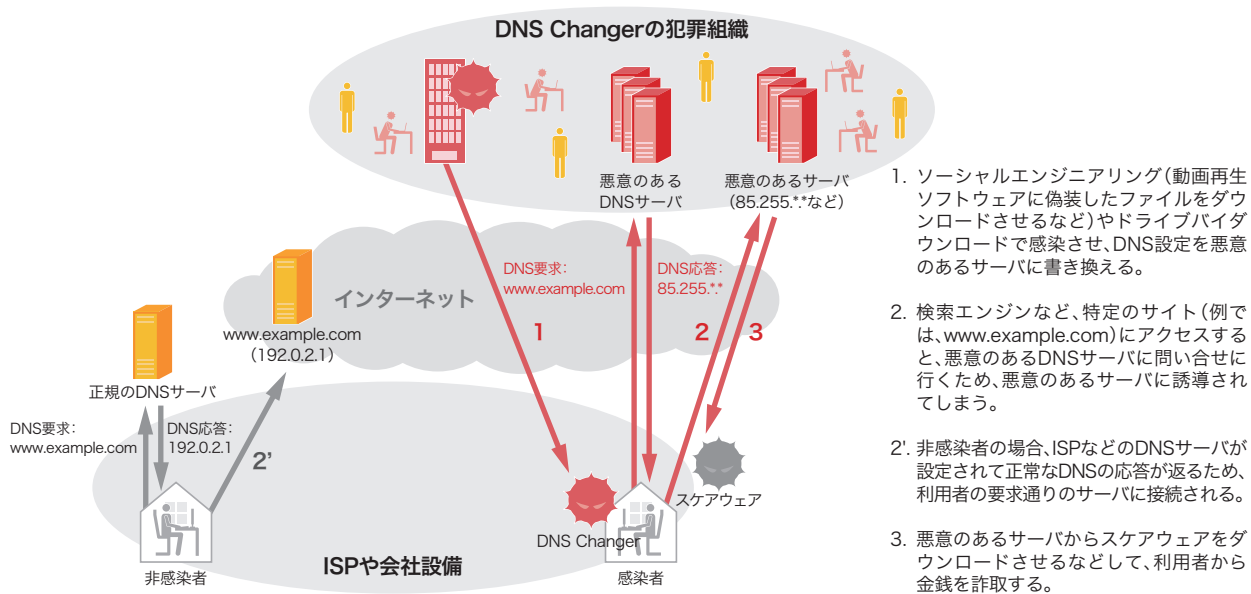 DNS Changerの犯罪組織
悪意のある
DNSサーバ
悪意のあるサーバ
（85.255.*.*など）
DNS要求：
www.example.com
DNS応答：
85.255.*.*
インターネット
1
2
3
www.example.com
（192.0.2.1）
正規のDNSサーバ
DNS要求：
www.example.com
DNS応答：
192.0.2.1
2'
スケアウェア
DNS Changer
ISPや会社設備
非感染者
感染者
1. ソーシャルエンジニアリング（動画再生
ソフトウェアに偽装したファイルをダウ
ンロードさせるなど）やドライブバイダ
ウンロードで感染させ、DNS設定を悪意
のあるサーバに書き換える。
2. 検索エンジンなど、特定のサイト（例で
は、www.example.com）にアクセスする
と、悪意のあるDNSサーバに問い合せに
行くため、悪意のあるサーバに誘導され
てしまう。
2'. 非感染者の場合、ISPなどのDNSサーバが
設定されて正常なDNSの応答が返るため、
利用者の要求通りのサーバに接続される。
3. 悪意のあるサーバからスケアウェアをダ
ウンロードさせるなどして、利用者から
金銭を詐取する。